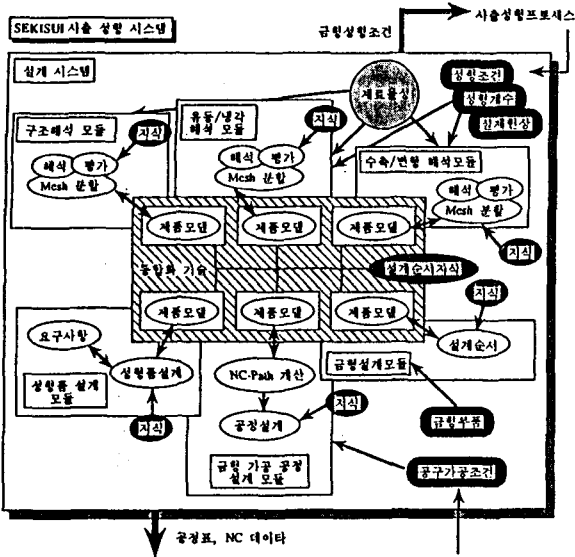 SEKISUI 사출 성형 시스템
금형성형조건
사출성형프로세스
설계 시스템
재료물성
성형조건
성형개수
실제현상
구조해석 모듈
지식
해석
평가
Mesh 분할
유동/냉각
해석 모듈
지식
해석
평가
Mesh 분할
수축/변형 해석모듈
해석
평가
Mesh 분할
지식
제품모델
제품모델
제품모델
통합화 기술
설계순서지식
제품모델
제품모델
제품모델
지식
요구사항
성형품설계
성형품 설계
모듈
지식
NC-Path 계산
공정설계
지식
금형 가공 공정
설계 모듈
설계순서
금형설계모듈
금형부품
공구가공조건
공정표, NC 데이타